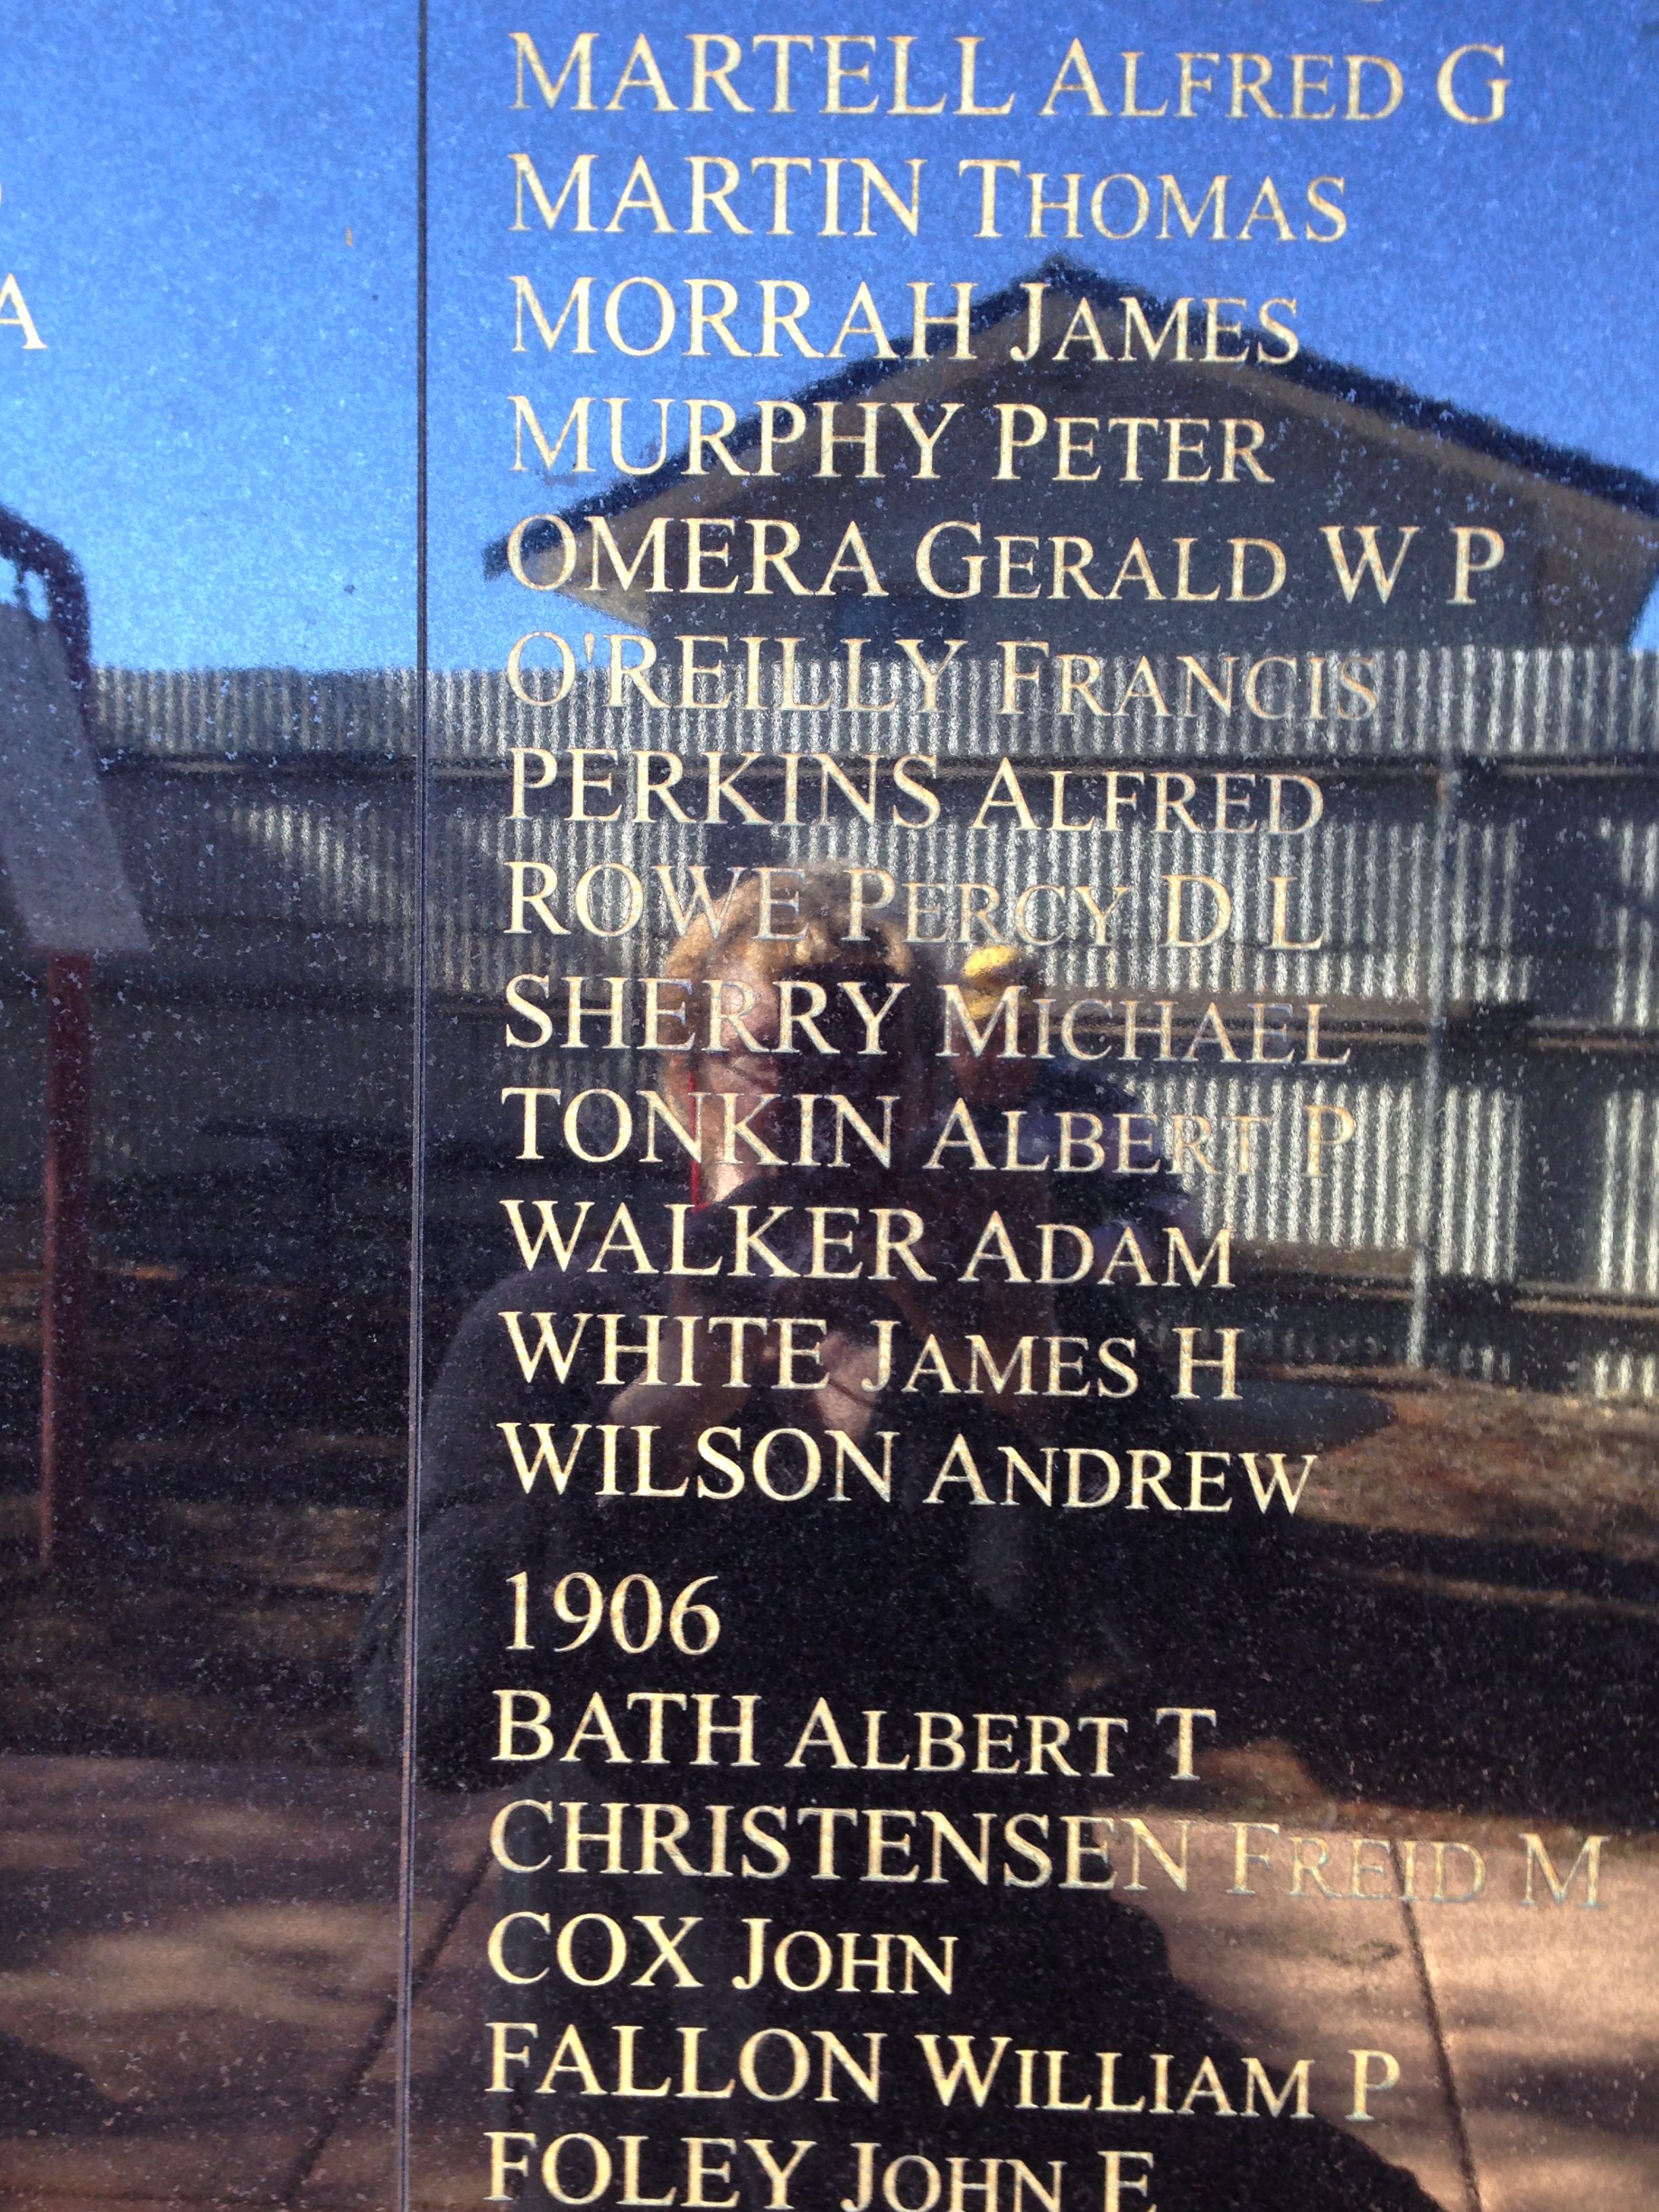 MARTELL ALFRED G
MARTIN THOMAS
MORRAH JAMES
MURPHY PETER
OMERA GERALD W P
O'REILLY FRANCIS
PERKINS ALFRED
ROWE PERCY D L
SHERRY MICHAEL
TONKIN ALBERT P
WALKER ADAM
WHITE JAMES H
WILSON ANDREW
1906
BATH ALBERT T
CHRISTENSEN FREID M
COX JOHN
FALLON WILLIAM P
FOLEY JOHN E
A